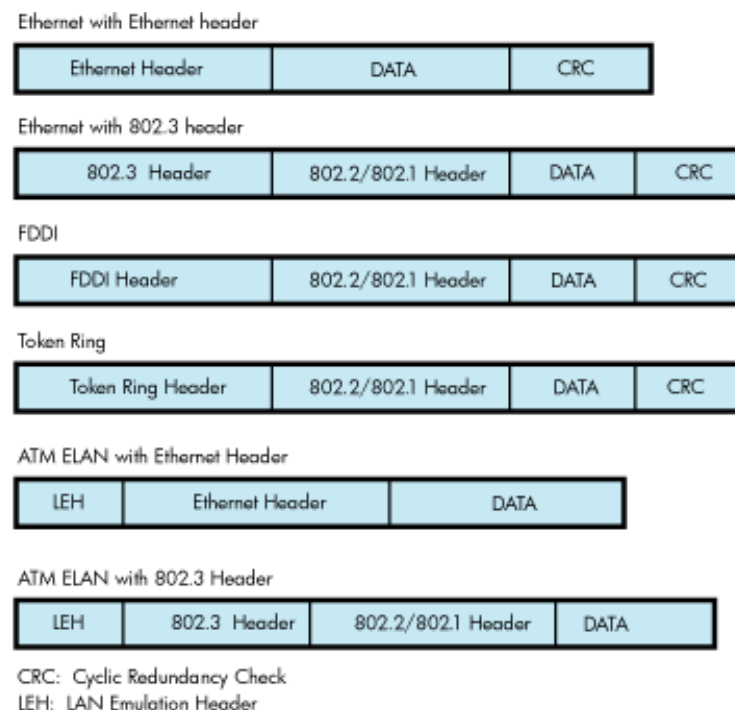 Ethernet with Ethernet header
Ethernet Header DATA CRC
Ethernet with 802.3 header
802.3 Header 802.2/802.1 Header DATA CRC
FDDI
FDDI Header 802.2/802.1 Header DATA CRC
Token Ring
Token Ring Header 802.2/802.1 Header DATA CRC
ATM ELAN with Ethernet Header
LEH Ethernet Header DATA
ATM ELAN with 802.3 Header
LEH 802.3 Header 802.2/802.1 Header DATA
CRC: Cyclic Redundancy Check
LEH: LAN Emulation Header